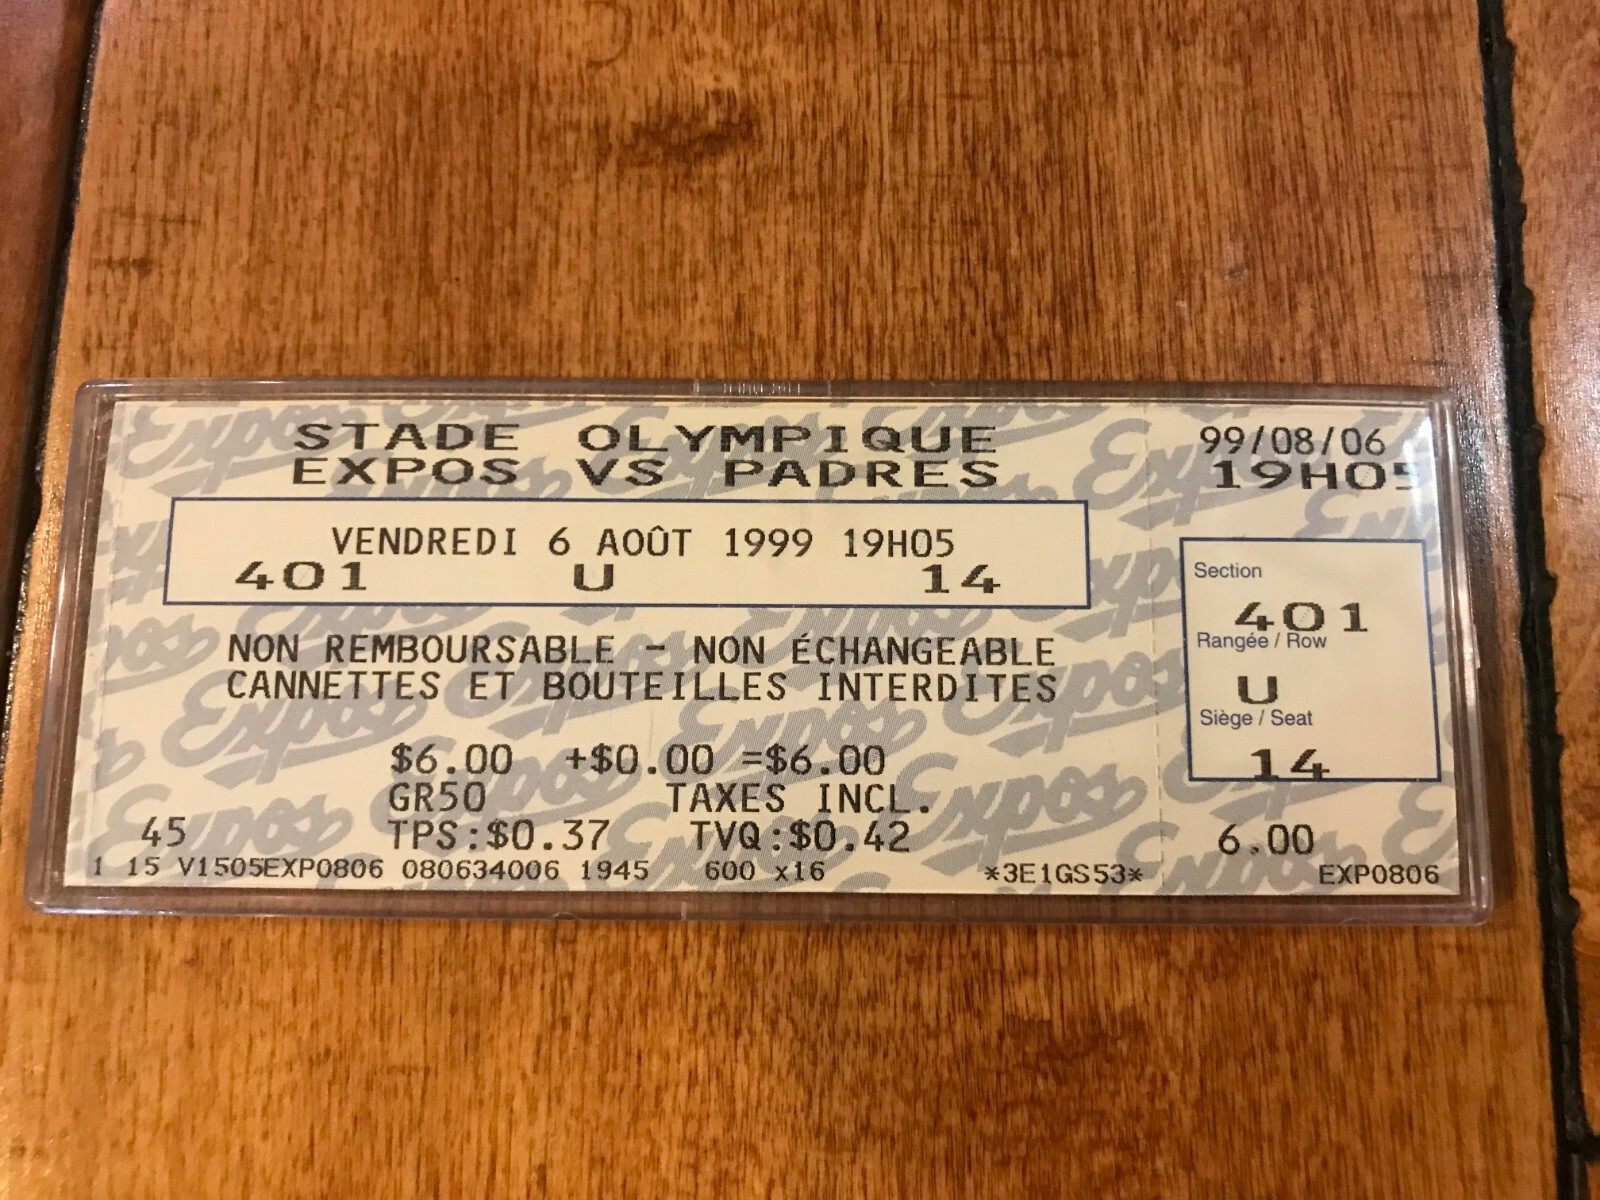 STADE OLYMPIQUE
EXPOS VS PADRES
VENDREDI 6 AOÛT 1999 19H05
401 U 14
NON REMBOURSABLE - NON ÉCHANGEABLE
CANNETTES ET BOUTEILLES INTERDITES
$6.00 +$0.00 =$6.00
GR50 TAXES INCL.
45 TPS:$0.37 TVQ:$0.42
1 15 V1505EXP0806 080634006 1945 600 x16 *3E1GS53*
99/08/06
19H05
Section
401
Rangée / Row
U
Siège / Seat
14
6.00
EXP0806
Expos